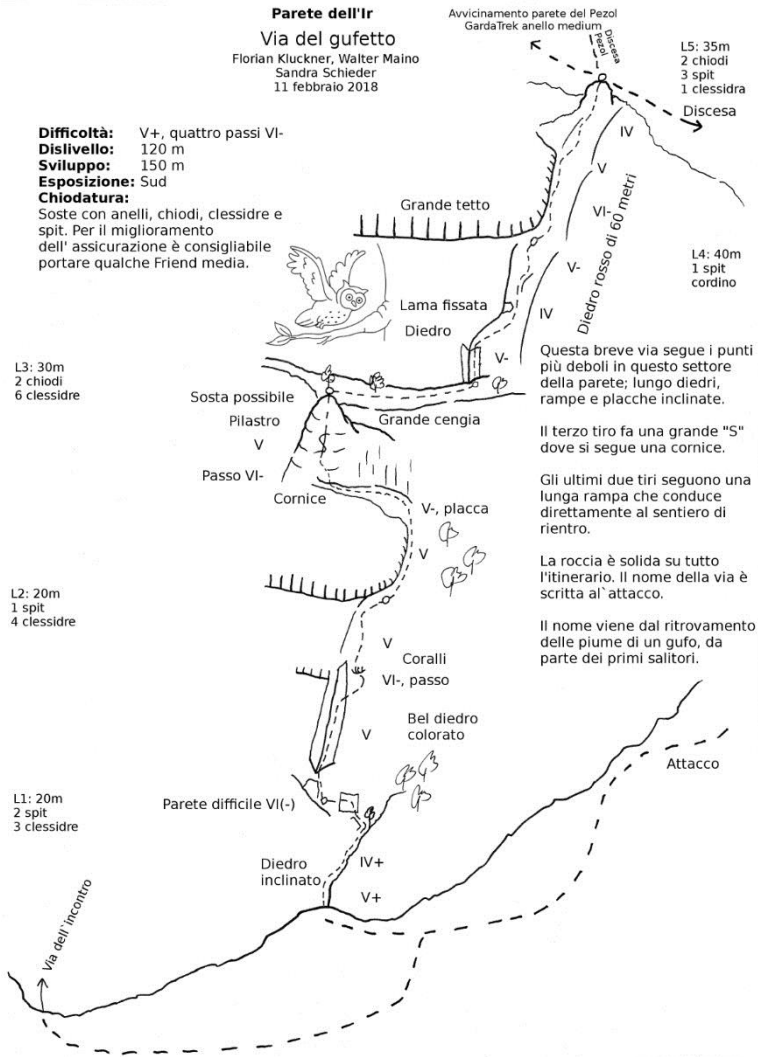 Parete dell'Ir
Via del gufetto
Florian Kluckner, Walter Maino
Sandra Schieder
11 febbraio 2018
Avvicinamento parete del Pezol
GardaTrek anello medium
Discesa
Pezol
L5: 35m
2 chiodi
3 spit
1 clessidra
Discesa
Difficoltà: V+, quattro passi VI-
Dislivello: 120 m
Sviluppo: 150 m
Esposizione: Sud
Chiodatura:
Soste con anelli, chiodi, clessidre e
spit. Per il miglioramento
dell' assicurazione è consigliabile
portare qualche Friend media.
IV
V
VI-
Grande tetto
Diedro rosso di 60 metri
L4: 40m
1 spit
cordino
V-
IV
Lama fissata
Diedro
V-
Questa breve via segue i punti
più deboli in questo settore
della parete; lungo diedri,
rampe e placche inclinate.
Il terzo tiro fa una grande "S"
dove si segue una cornice.
Gli ultimi due tiri seguono una
lunga rampa che conduce
direttamente al sentiero di
rientro.
La roccia è solida su tutto
l'itinerario. Il nome della via è
scritta al`attacco.
Il nome viene dal ritrovamento
delle piume di un gufo, da
parte dei primi salitori.
L3: 30m
2 chiodi
6 clessidre
Sosta possibile
Pilastro
Grande cengia
V
Passo VI-
Cornice
V-, placca
V
L2: 20m
1 spit
4 clessidre
V
Coralli
VI-, passo
Bel diedro
colorato
V
Attacco
L1: 20m
2 spit
3 clessidre
Parete difficile VI(-)
Diedro
inclinato
IV+
V+
Via dell`incontro